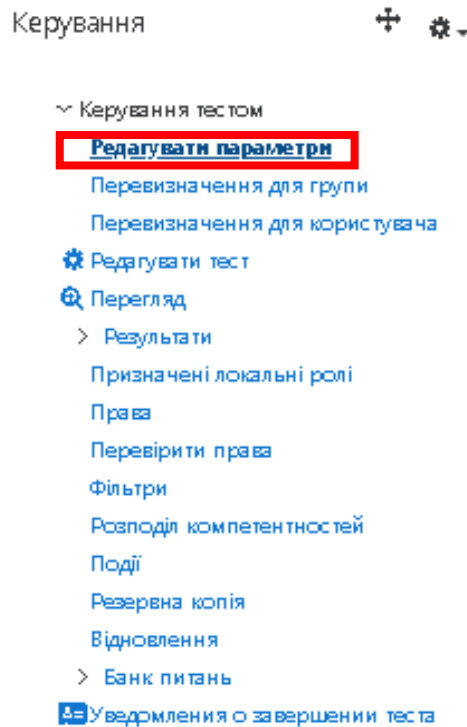 Керування
Керування тестом
Редагувати параметри
Перевизначення для групи
Перевизначення для користувача
Редагувати тест
Перегляд
Результати
Призначені локальні ролі
Права
Перевірити права
Фільтри
Розподіл компетентностей
Події
Резервна копія
Відновлення
Банк питань
Уведомления о завершении теста